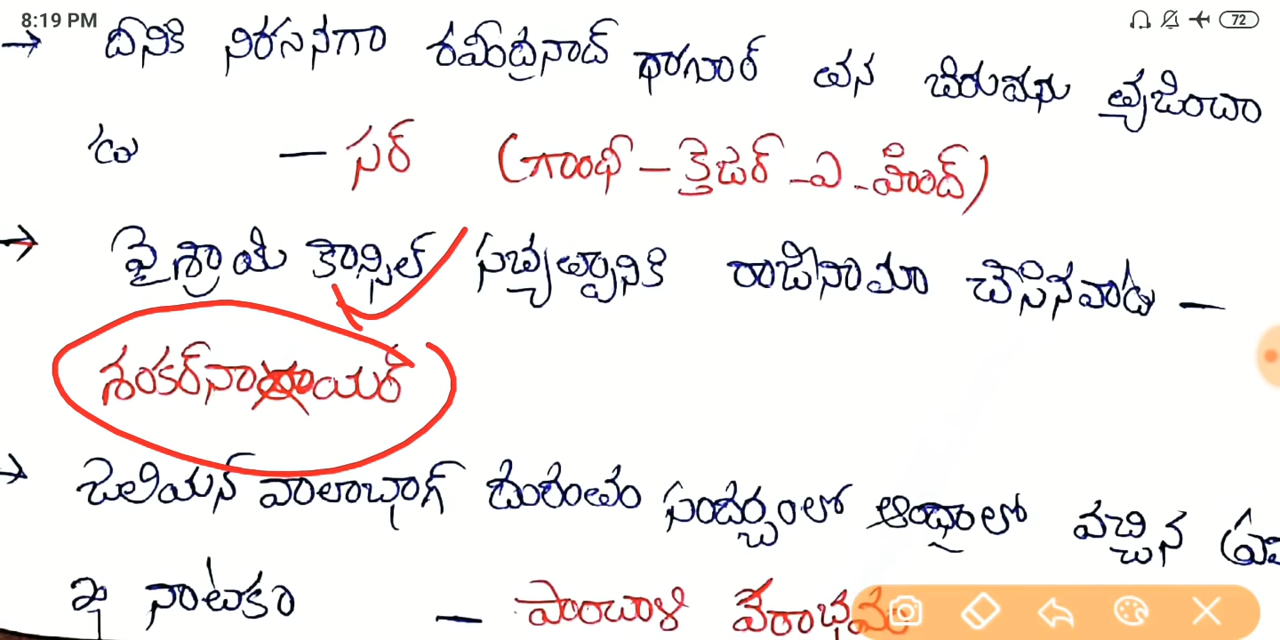 8:19 PM 72
→ దీనికి నిరసనగా రవీంద్రనాద్ థాగూర్ తన బిరుదును త్యజించా
డు — సర్ (గాంధీ – కైజర్ - ఎ - హింద్)
→ వైశ్రాయి కౌన్సిల్ సభ్యత్వానికి రాజీనామా చేసినవాడు —
శంకర్ నాయర్
→ జలియన్ వాలాభాగ్ దురంతం సందర్భంలో ఆంధ్రాలో వచ్చిన
నాటకం — పాంచాళి